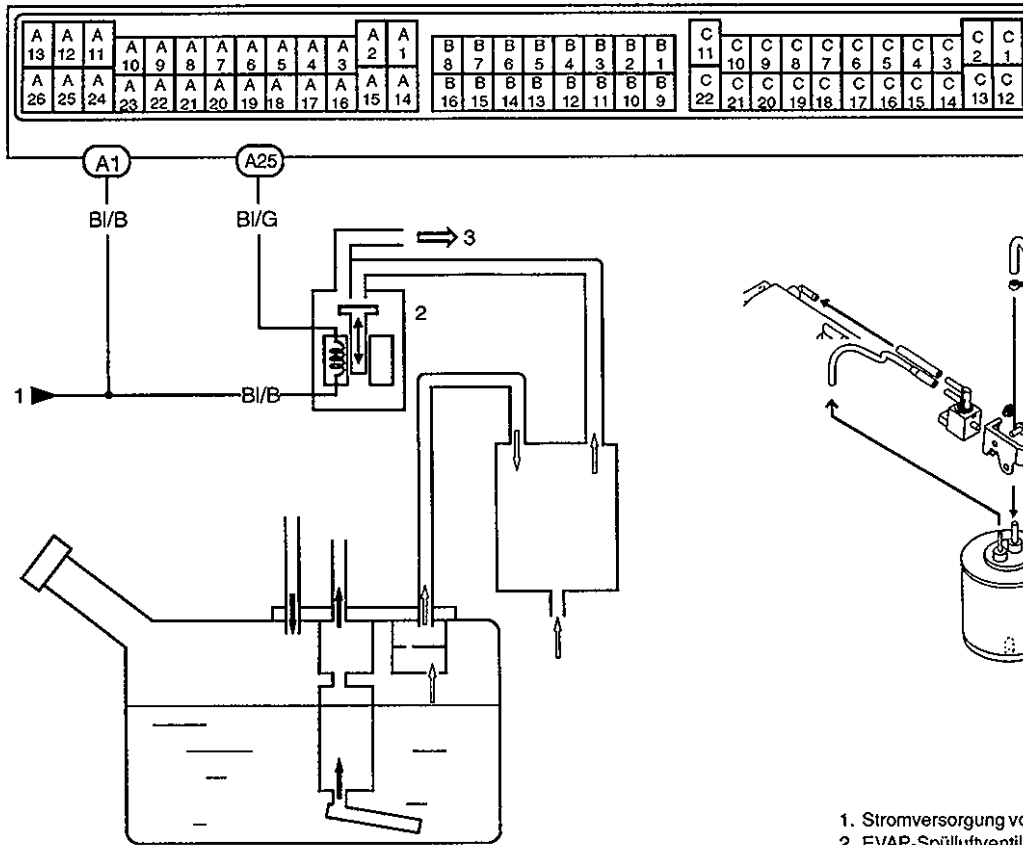 A 13 A 12 A 11 A 10 A 9 A 8 A 7 A 6 A 5 A 4 A 3 A 2 A 1 B 8 B 7 B 6 B 5 B 4 B 3 B 2 B 1 C 11 C 10 C 9 C 8 C 7 C 6 C 5 C 4 C 3 C 2 C 1
A 26 A 25 A 24 A 23 A 22 A 21 A 20 A 19 A 18 A 17 A 16 A 15 A 14 B 16 B 15 B 14 B 13 B 12 B 11 B 10 B 9 C 22 C 21 C 20 C 19 C 18 C 17 C 16 C 15 C 14 C 13 C 12
A1 A25
Bl/B Bl/G
3
2
1 Bl/B
1. Stromversorgung
2. EVAP-Spülluftventil